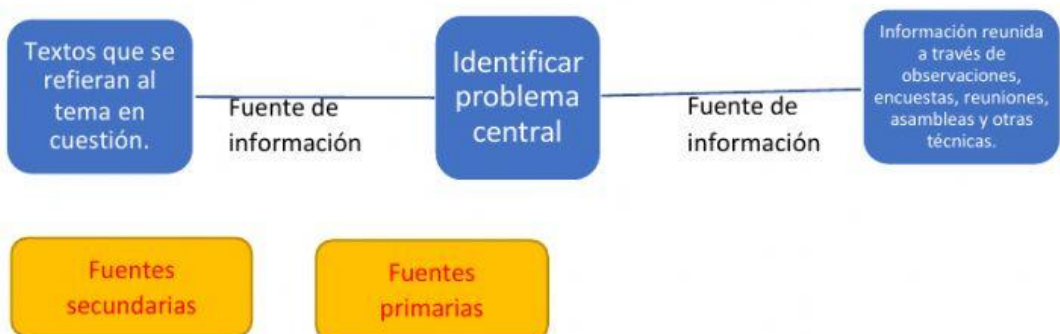 Textos que se
refieran al
tema en
cuestión.
Fuente de
información
Identificar
problema
central
Fuente de
información
Información reunida
a través de
observaciones,
encuestas, reuniones,
asambleas y otras
técnicas.
Fuentes
secundarias
Fuentes
primarias